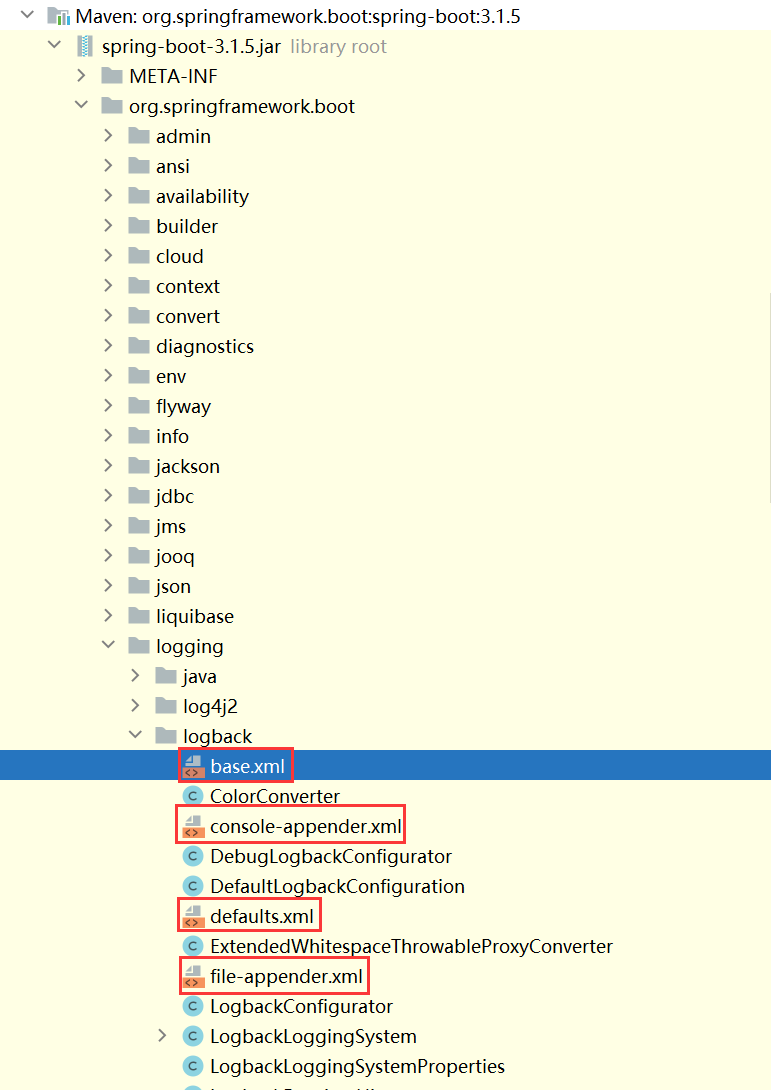 Maven: org.springframework.boot:spring-boot:3.1.5
spring-boot-3.1.5.jar library root
META-INF
org.springframework.boot
admin
ansi
availability
builder
cloud
context
convert
diagnostics
env
flyway
info
jackson
jdbc
jms
jooq
json
liquibase
logging
java
log4j2
logback
base.xml
ColorConverter
console-appender.xml
DebugLogbackConfigurator
DefaultLogbackConfiguration
defaults.xml
ExtendedWhitespaceThrowableProxyConverter
file-appender.xml
LogbackConfigurator
LogbackLoggingSystem
LogbackLoggingSystemProperties